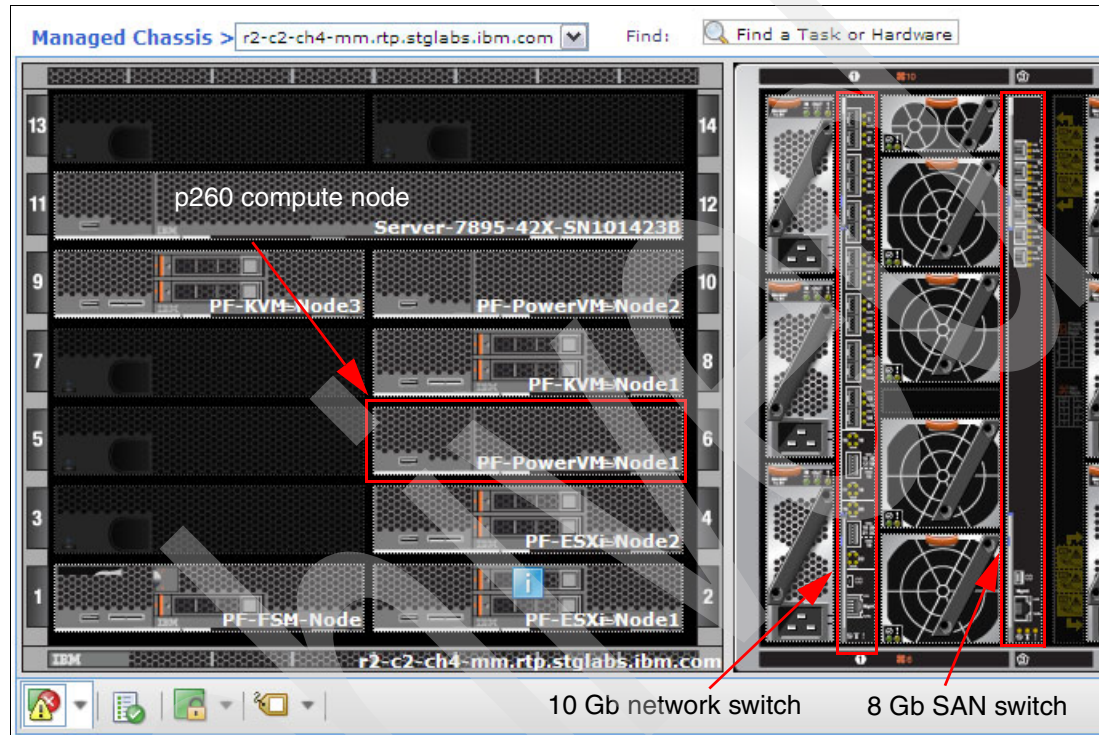 Managed Chassis > r2-c2-ch4-mm.rtp.stglabs.ibm.com Find: Find a Task or Hardware
13 14
11 p260 compute node 12
Server-7895-42X-SN101423B
9 10
PF-KVM-Node3 PF-PowerVM-Node2
7 8
PF-KVM-Node1
5 6
PF-PowerVM-Node1
3 4
PF-ESXi-Node2
1 2
PF-FSM-Node PF-ESXi-Node1
IBM r2-c2-ch4-mm.rtp.stglabs.ibm.com
10 Gb network switch 8 Gb SAN switch